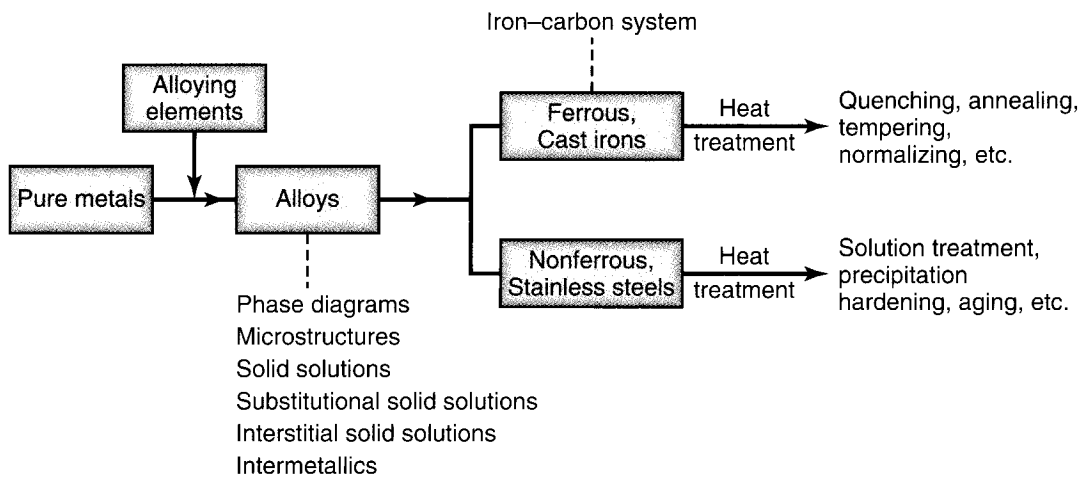 Iron–carbon system
Alloying
elements
Pure metals
Alloys
Phase diagrams
Microstructures
Solid solutions
Substitutional solid solutions
Interstitial solid solutions
Intermetallics
Ferrous,
Cast irons
Heat
treatment
Quenching, annealing,
tempering,
normalizing, etc.
Nonferrous,
Stainless steels
Heat
treatment
Solution treatment,
precipitation
hardening, aging, etc.